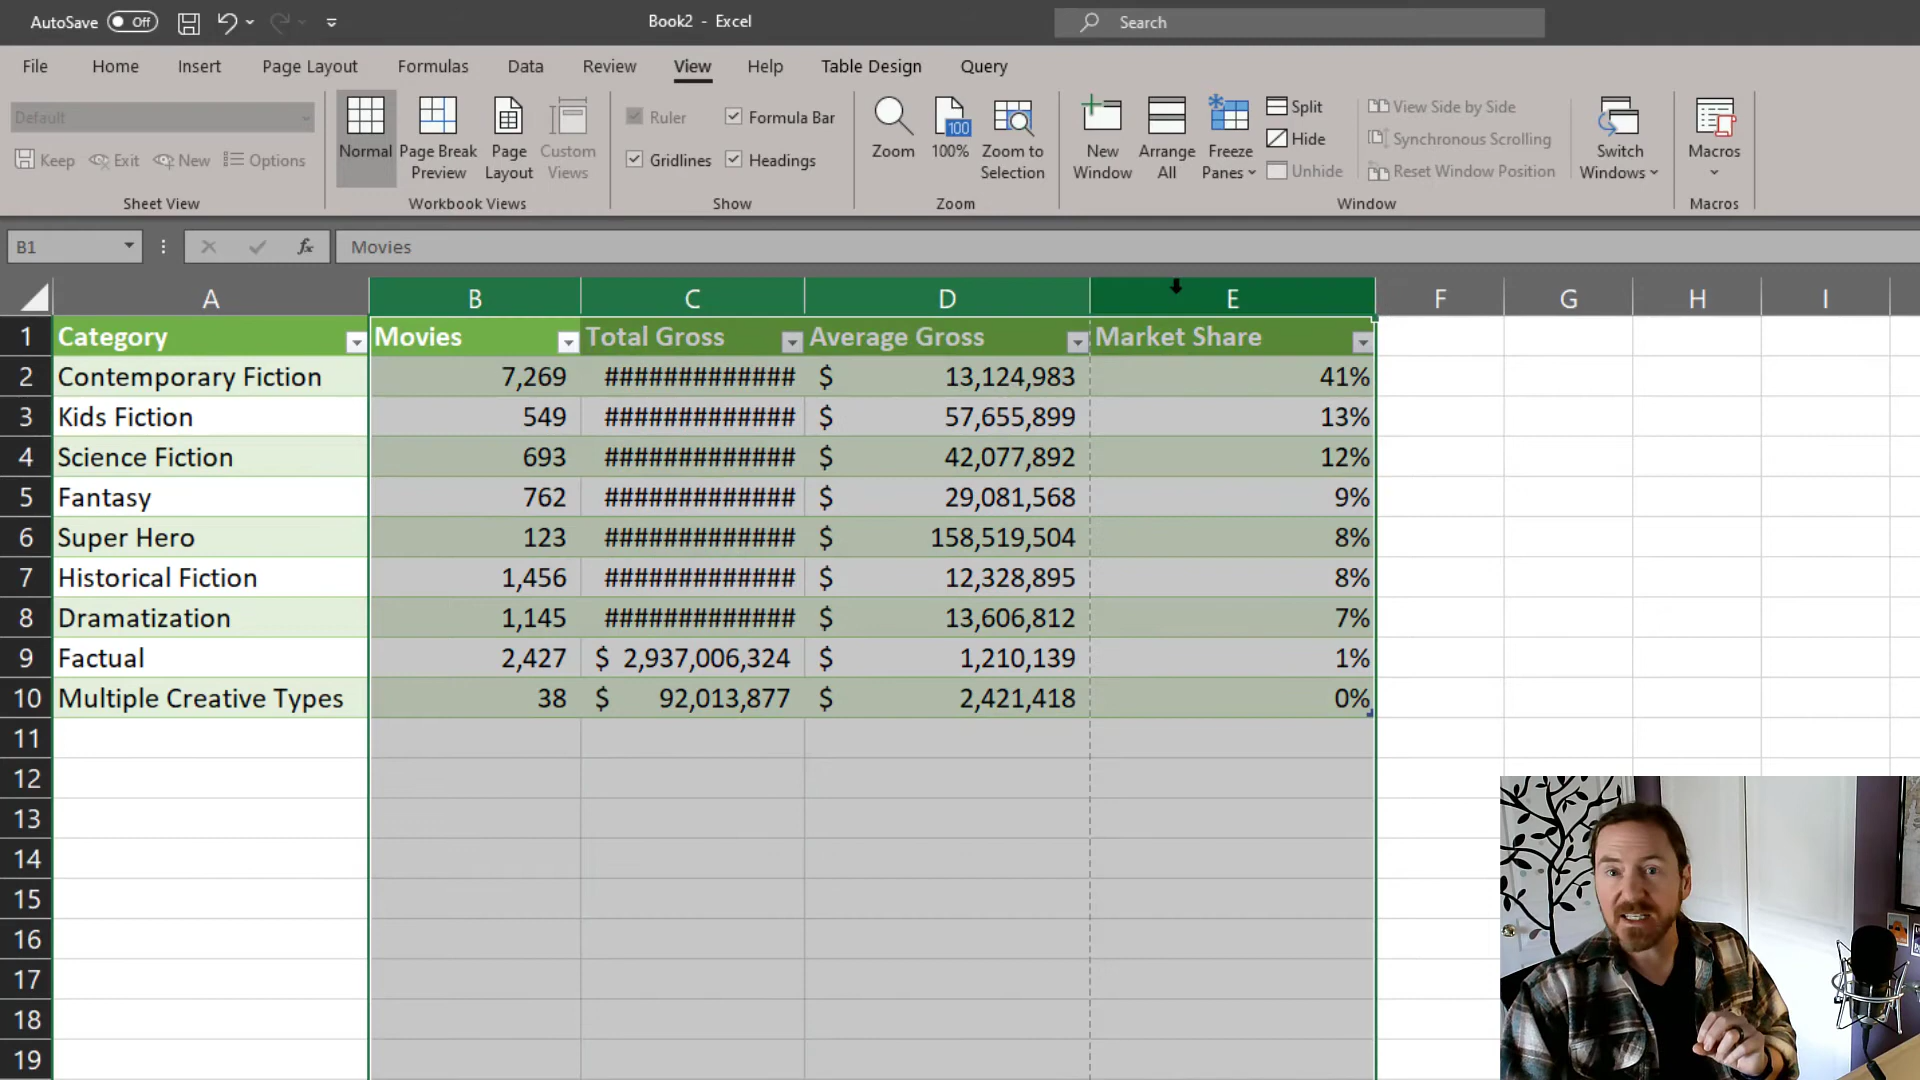 AutoSave Off Book2 - Excel Search
File Home Insert Page Layout Formulas Data Review View Help Table Design Query
Default
Keep Exit New Options
Sheet View
Normal
Page Break Preview
Page Layout
Custom Views
Workbook Views
Ruler Formula Bar
Gridlines Headings
Show
Zoom
100 100%
Zoom to Selection
Zoom
New Window
Arrange All
Freeze Panes
Split
Hide
Unhide
View Side by Side
Synchronous Scrolling
Reset Window Position
Window
Switch Windows
Macros
Macros
B1 fx Movies
A B C D E F G H I
1 Category Movies Total Gross Average Gross Market Share
2 Contemporary Fiction 7,269 ############# $ 13,124,983 41%
3 Kids Fiction 549 ############# $ 57,655,899 13%
4 Science Fiction 693 ############# $ 42,077,892 12%
5 Fantasy 762 ############# $ 29,081,568 9%
6 Super Hero 123 ############# $ 158,519,504 8%
7 Historical Fiction 1,456 ############# $ 12,328,895 8%
8 Dramatization 1,145 ############# $ 13,606,812 7%
9 Factual 2,427 $ 2,937,006,324 $ 1,210,139 1%
10 Multiple Creative Types 38 $ 92,013,877 $ 2,421,418 0%
11
12
13
14
15
16
17
18
19